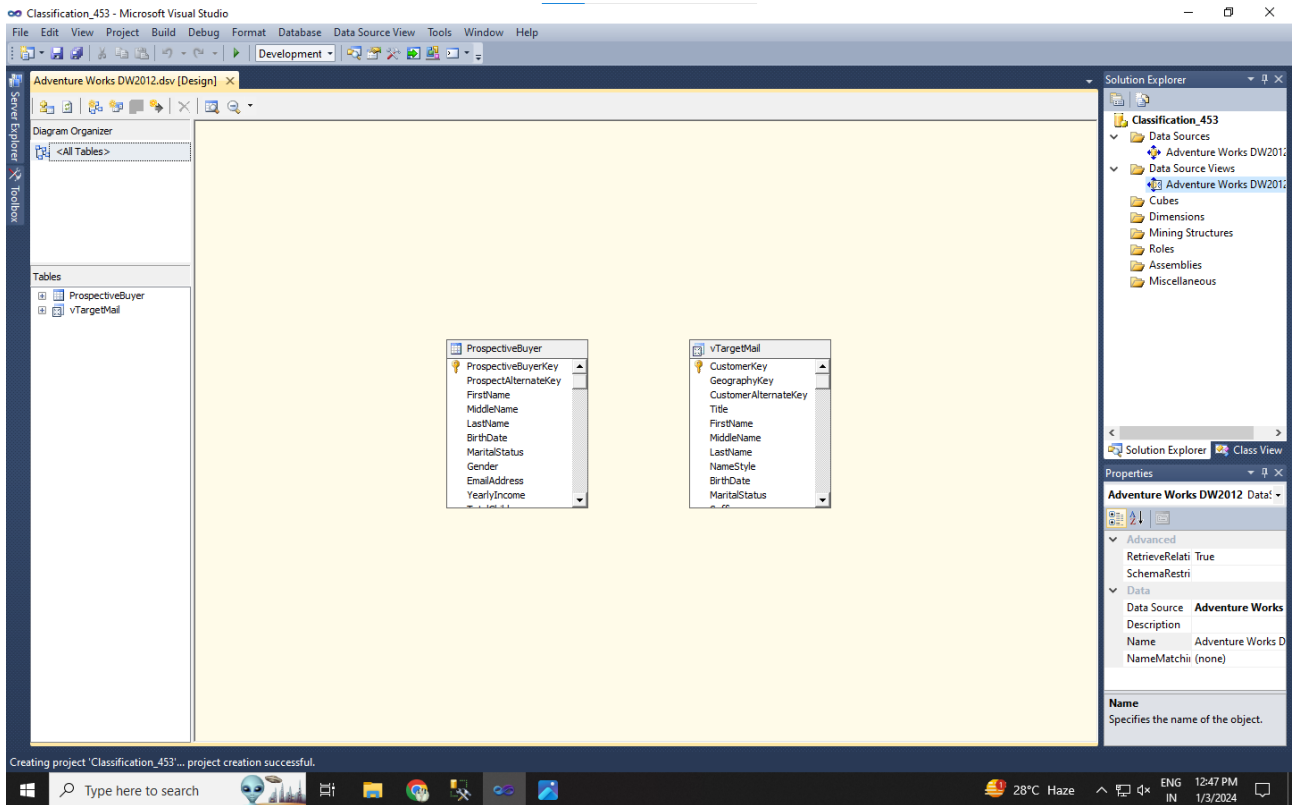 Classification_453 - Microsoft Visual Studio
File Edit View Project Build Debug Format Database Data Source View Tools Window Help
Development
Server Explorer
Toolbox
Adventure Works DW2012.dsv [Design]
Diagram Organizer
<All Tables>
Tables
ProspectiveBuyer
vTargetMail
ProspectiveBuyer
ProspectiveBuyerKey
ProspectAlternateKey
FirstName
MiddleName
LastName
BirthDate
MaritalStatus
Gender
EmailAddress
YearlyIncome
vTargetMail
CustomerKey
GeographyKey
CustomerAlternateKey
Title
FirstName
MiddleName
LastName
NameStyle
BirthDate
MaritalStatus
Solution Explorer
Classification_453
Data Sources
Adventure Works DW2012
Data Source Views
Adventure Works DW2012
Cubes
Dimensions
Mining Structures
Roles
Assemblies
Miscellaneous
Solution Explorer Class View
Properties
Adventure Works DW2012 Data
Advanced
RetrieveRelati True
SchemaRestri
Data
Data Source Adventure Works
Description
Name Adventure Works D
NameMatchi (none)
Name
Specifies the name of the object.
Creating project 'Classification_453'... project creation successful.
Type here to search
28°C Haze
ENG
IN
12:47 PM
1/3/2024